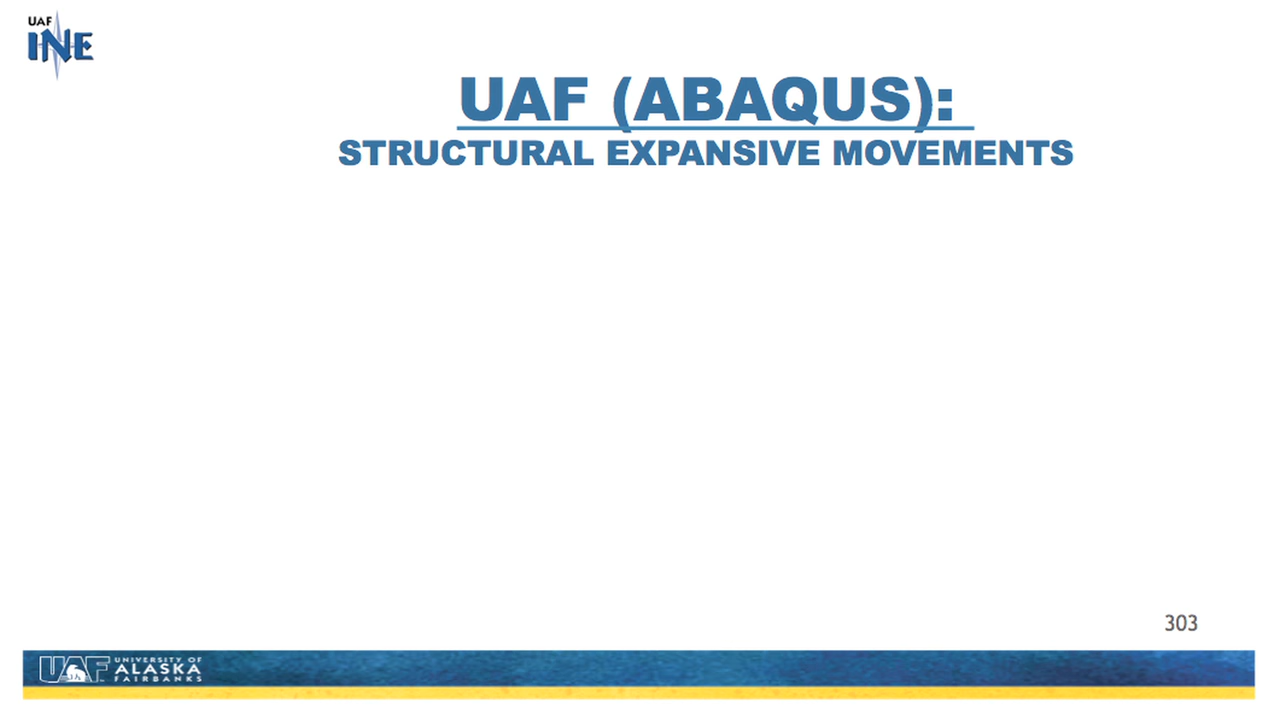 UAF
INE
UAF (ABAQUS):
STRUCTURAL EXPANSIVE MOVEMENTS
303
UAF
UNIVERSITY OF
ALASKA
FAIRBANKS